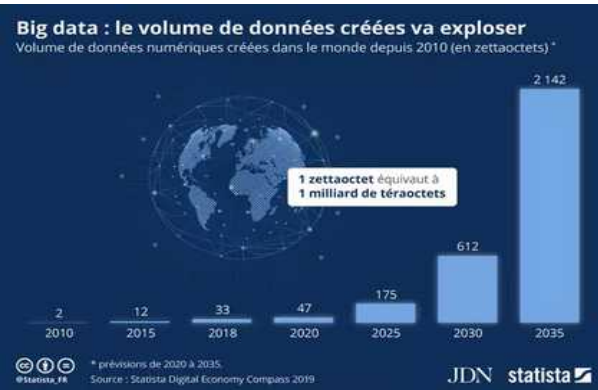 Big data : le volume de données créées va exploser
Volume de données numériques créées dans le monde depuis 2010 (en zettaoctets) *
2 142
1 zettaoctet équivaut à
1 milliard de téraoctets
612
175
2 12 33 47
2010 2015 2018 2020 2025 2030 2035
@Statista_FR
* prévisions de 2020 à 2035.
Source : Statista Digital Economy Compass 2019
JDN statista